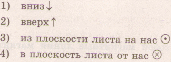 1) вниз↓
2) вверх↑
3) из плоскости листа на нас ⊙
4) в плоскость листа от нас ⊗